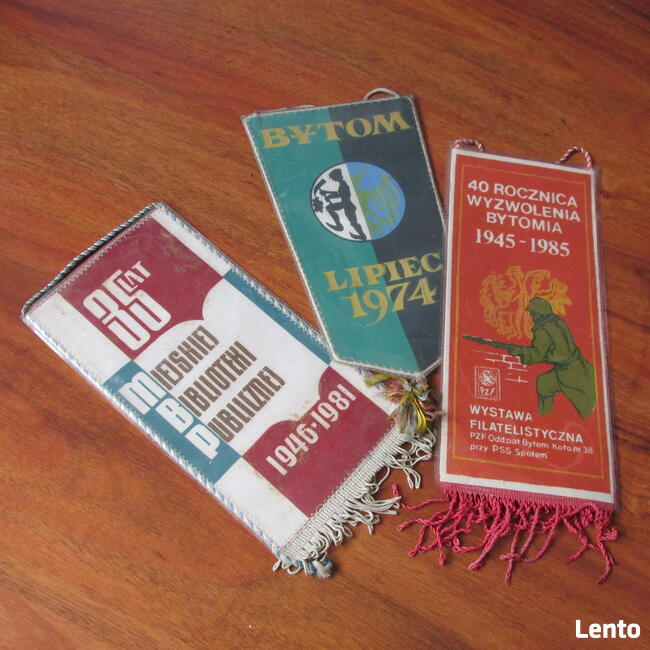 35 LAT
MIEJSKIEJ
BIBLIOTEKI
PUBLICZNEJ
1946-1981
BYTOM
LIPIEC
1974
40 ROCZNICA
WYZWOLENIA
BYTOMIA
1945-1985
PZF
WYSTAWA
FILATELISTYCZNA
PZF Oddział Bytom Koło nr 38
przy PSS Społem
Lento